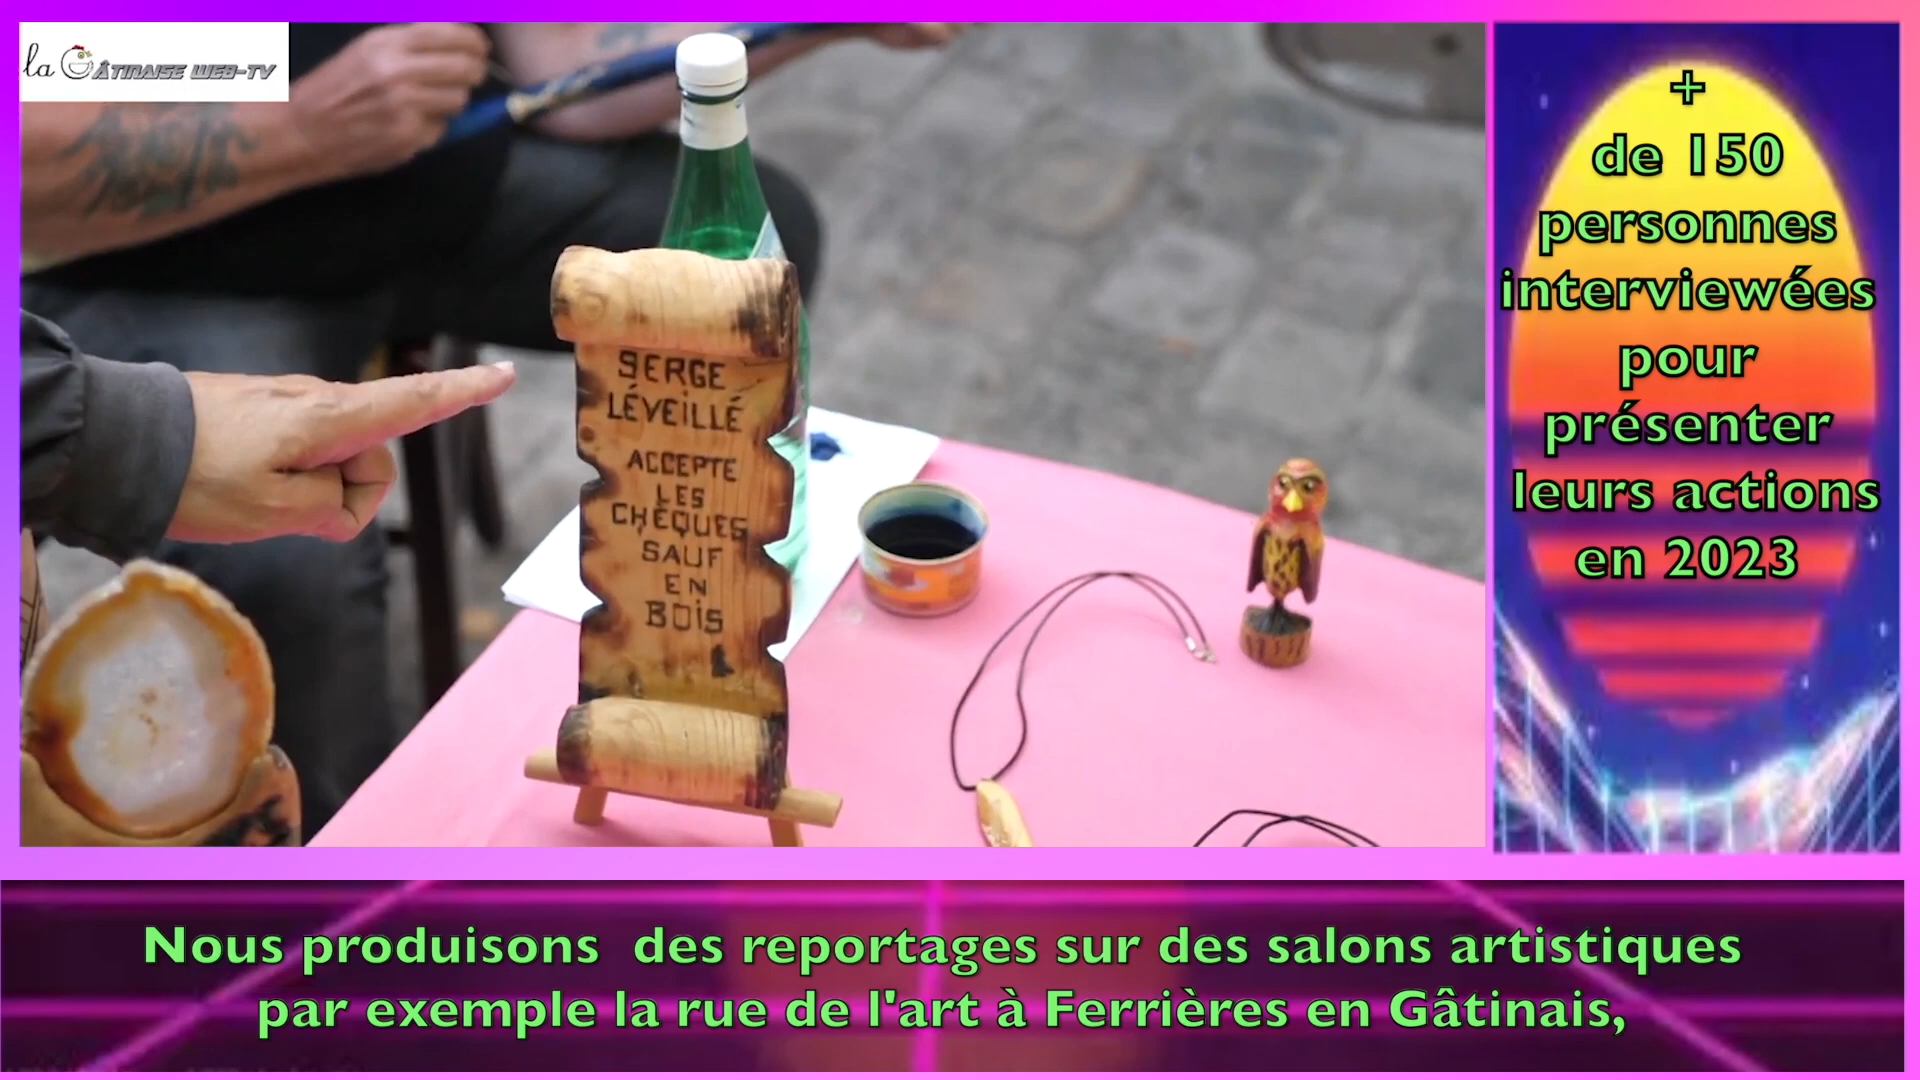 la Gâtinaise Web-TV
SERGE
LÉVEILLÉ
ACCEPTE
LES
CHÈQUES
SAUF
EN
BOIS
+
de 150
personnes
interviewées
pour
présenter
leurs actions
en 2023
Nous produisons des reportages sur des salons artistiques
par exemple la rue de l'art à Ferrières en Gâtinais,